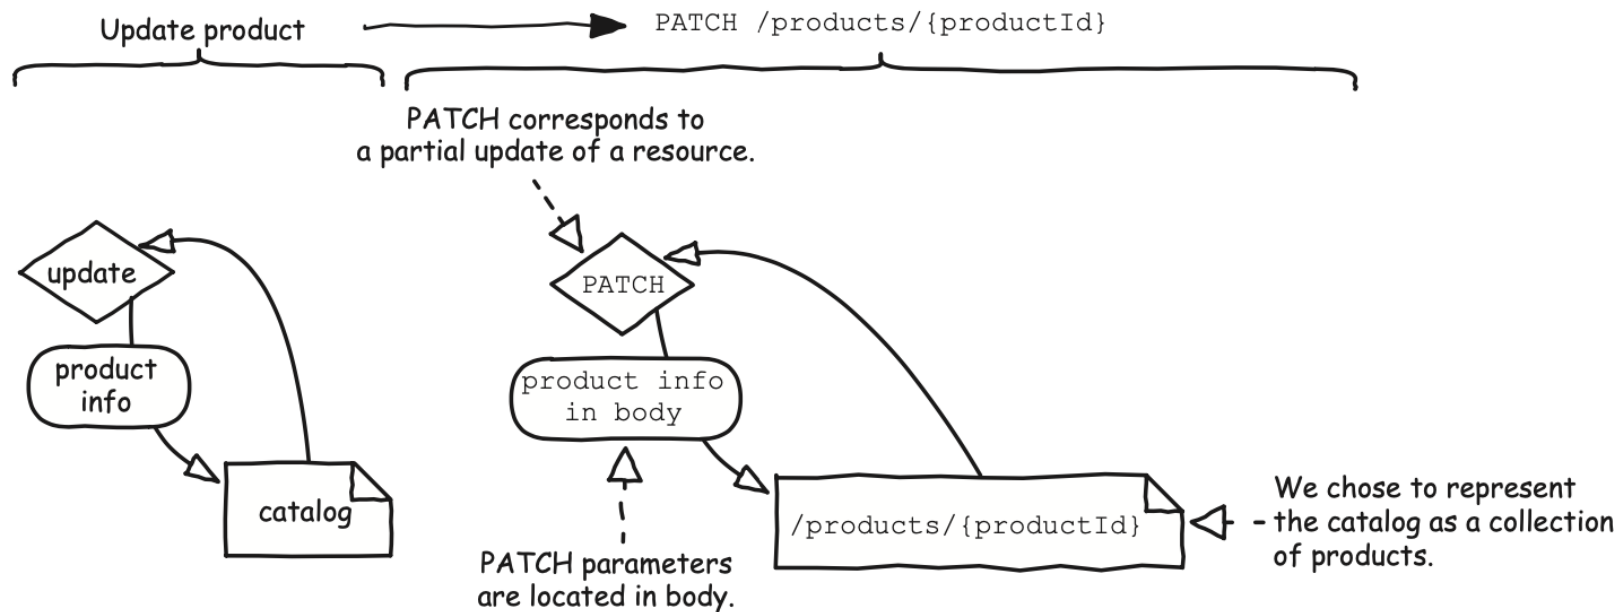 Update product
PATCH /products/{productId}
PATCH corresponds to
a partial update of a resource.
update
product
info
catalog
PATCH
product info
in body
/products/{productId}
PATCH parameters
are located in body.
We chose to represent
the catalog as a collection
of products.